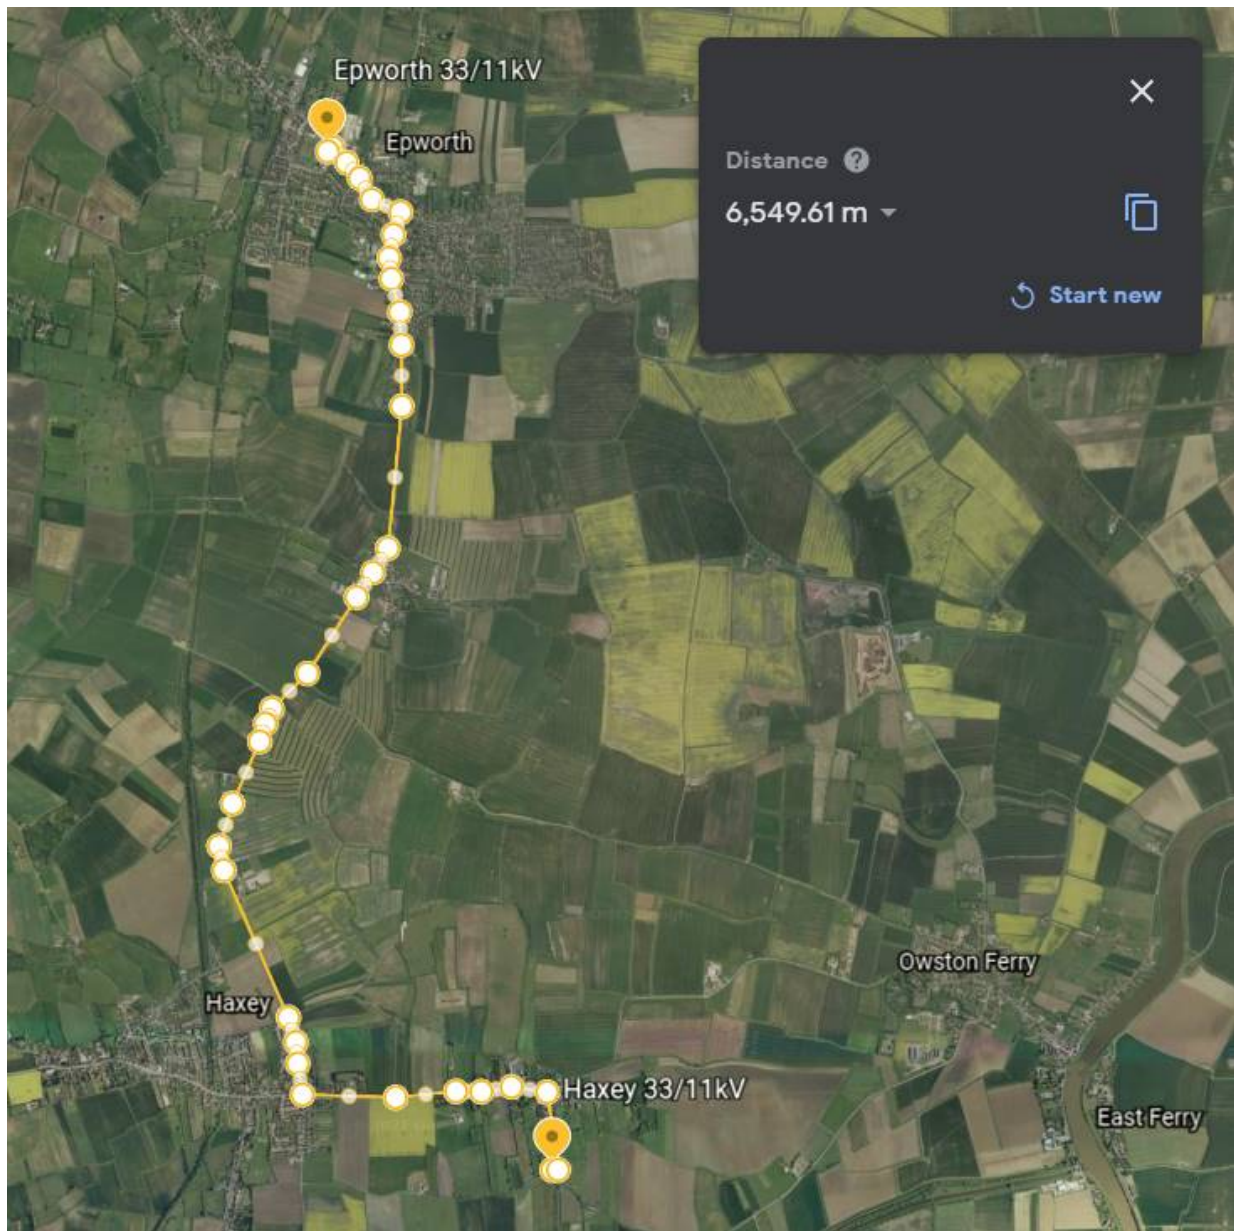 Epworth 33/11kV
Epworth
Distance
6,549.61 m
Start new
Owston Ferry
Haxey
Haxey 33/11kV
East Ferry